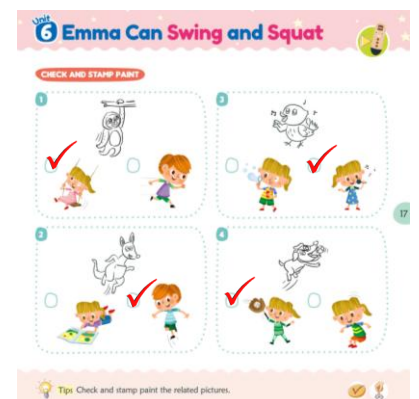 Unit
6 Emma Can Swing and Squat
CHECK AND STAMP PAINT
1
3
2
4
17
Tips Check and stamp paint the related pictures.